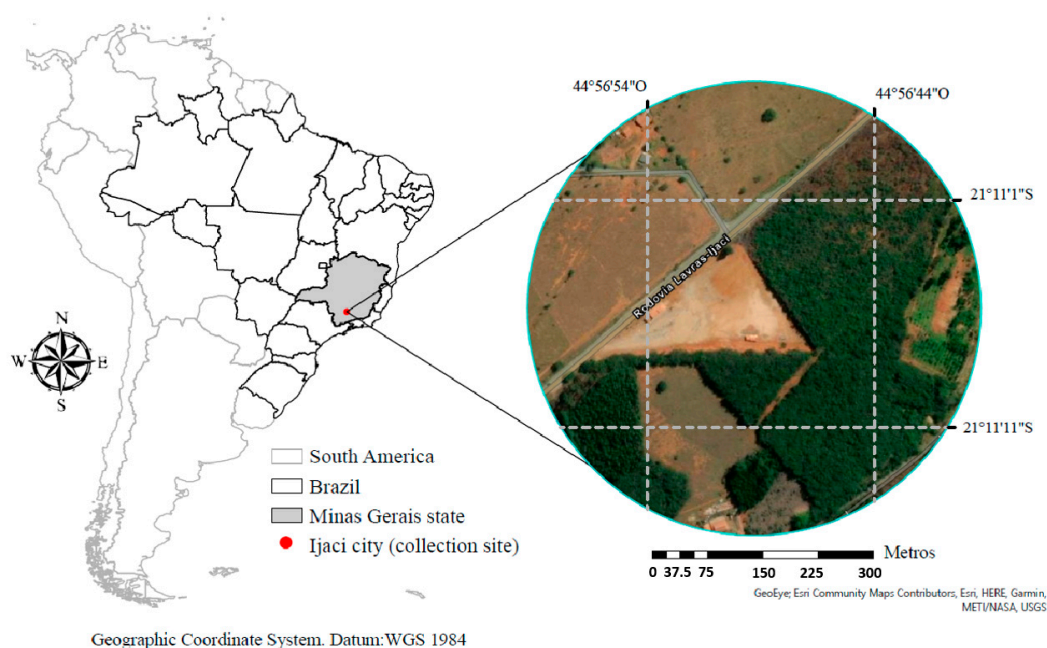 44°56'54"O
44°56'44"O
21°11'1"S
Rodovia Lavras-Ijaci
N
W
E
S
21°11'11"S
South America
Brazil
Minas Gerais state
Ijaci city (collection site)
Metros
0 37.5 75 150 225 300
GeoEye; Esri Community Maps Contributors, Esri, HERE, Garmin,
METI/NASA, USGS
Geographic Coordinate System. Datum:WGS 1984